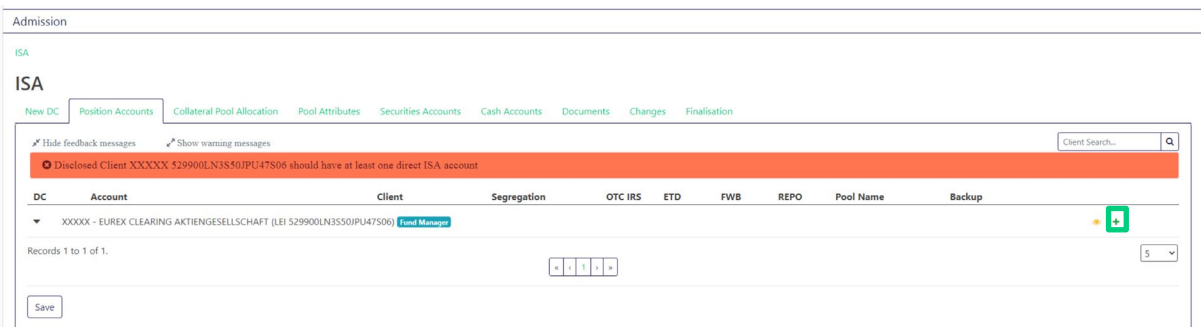 Admission
ISA
ISA
New DC Position Accounts Collateral Pool Allocation Pool Attributes Securities Accounts Cash Accounts Documents Changes Finalisation
Hide feedback messages Show warning messages Client Search...
Disclosed Client XXXXX 529900LN3S50JPU47S06 should have at least one direct ISA account
DC Account Client Segregation OTC IRS ETD FWB REPO Pool Name Backup
XXXXX - EUREX CLEARING AKTIENGESELLSCHAFT (LEI 529900LN3S50JPU47S06) Fund Manager
Records 1 to 1 of 1.
« ‹ 1 › »
5
Save